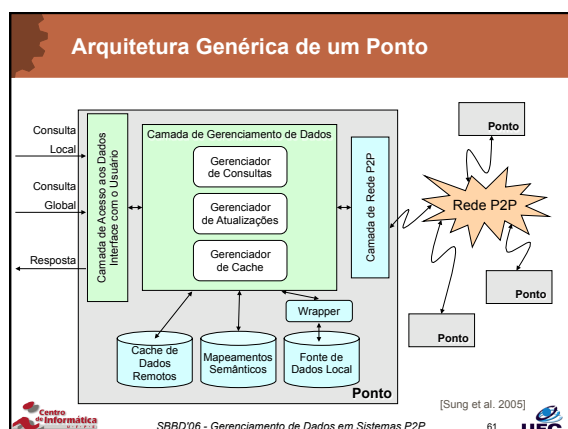 Arquitetura Genérica de um Ponto
Consulta
Local
Consulta
Global
Resposta
Camada de Acesso aos Dados
Interface com o Usuário
Camada de Gerenciamento de Dados
Gerenciador
de Consultas
Gerenciador
de Atualizações
Gerenciador
de Cache
Camada de Rede P2P
Wrapper
Cache de
Dados
Remotos
Mapeamentos
Semânticos
Fonte de
Dados Local
Ponto
Ponto
Rede P2P
Ponto
Ponto
[Sung et al. 2005]
Centro
de Informática
U F P E
SBBD'06 - Gerenciamento de Dados em Sistemas P2P
61
UFC